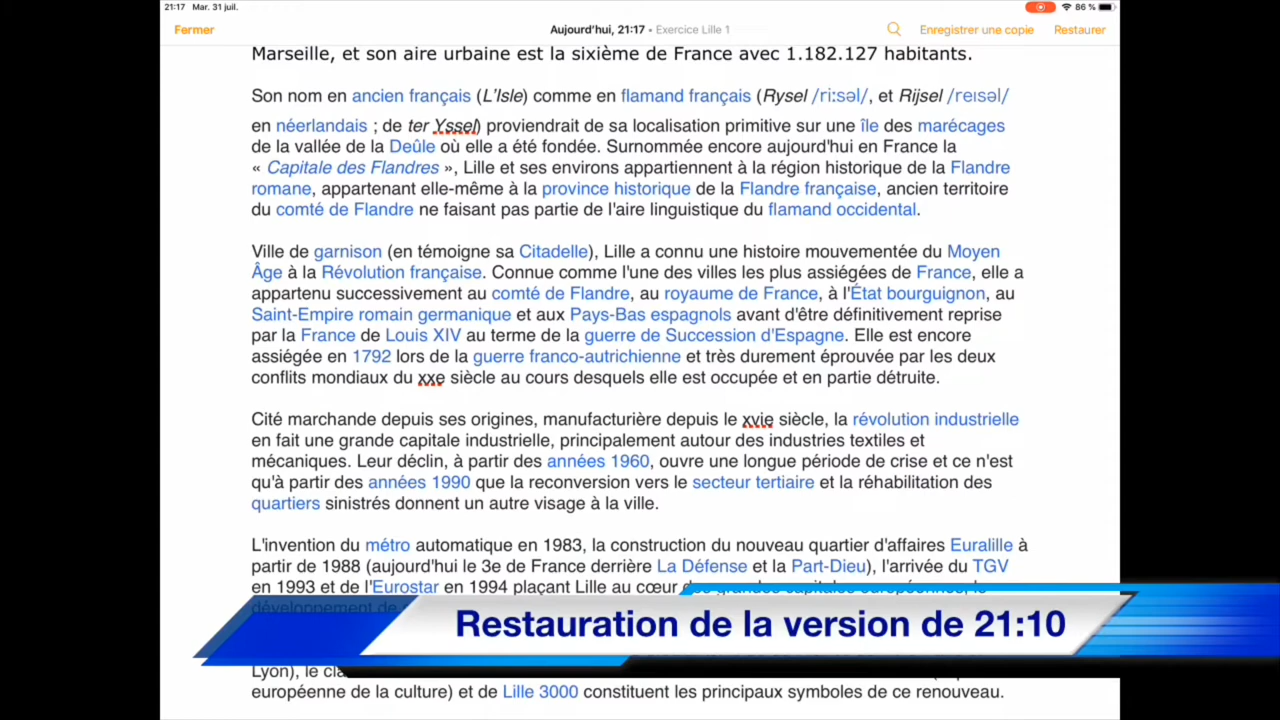 21:17 Mar. 31 juil.
86 %
Fermer
Aujourd'hui, 21:17 • Exercice Lille 1
Enregistrer une copie
Restaurer
Marseille, et son aire urbaine est la sixième de France avec 1.182.127 habitants.
Son nom en ancien français (L'Isle) comme en flamand français (Rysel /riːsəl/, et Rijsel /reɪsəl/
en néerlandais ; de ter Yssel) proviendrait de sa localisation primitive sur une île des marécages
de la vallée de la Deûle où elle a été fondée. Surnommée encore aujourd'hui en France la
« Capitale des Flandres », Lille et ses environs appartiennent à la région historique de la Flandre
romane, appartenant elle-même à la province historique de la Flandre française, ancien territoire
du comté de Flandre ne faisant pas partie de l'aire linguistique du flamand occidental.
Ville de garnison (en témoigne sa Citadelle), Lille a connu une histoire mouvementée du Moyen
Âge à la Révolution française. Connue comme l'une des villes les plus assiégées de France, elle a
appartenu successivement au comté de Flandre, au royaume de France, à l'État bourguignon, au
Saint-Empire romain germanique et aux Pays-Bas espagnols avant d'être définitivement reprise
par la France de Louis XIV au terme de la guerre de Succession d'Espagne. Elle est encore
assiégée en 1792 lors de la guerre franco-autrichienne et très durement éprouvée par les deux
conflits mondiaux du xxe siècle au cours desquels elle est occupée et en partie détruite.
Cité marchande depuis ses origines, manufacturière depuis le xvie siècle, la révolution industrielle
en fait une grande capitale industrielle, principalement autour des industries textiles et
mécaniques. Leur déclin, à partir des années 1960, ouvre une longue période de crise et ce n'est
qu'à partir des années 1990 que la reconversion vers le secteur tertiaire et la réhabilitation des
quartiers sinistrés donnent un autre visage à la ville.
L'invention du métro automatique en 1983, la construction du nouveau quartier d'affaires Euralille à
partir de 1988 (aujourd'hui le 3e de France derrière La Défense et la Part-Dieu), l'arrivée du TGV
en 1993 et de l'Eurostar en 1994 plaçant Lille au cœur des grandes capitales européennes, le
développement de
Restauration de la version de 21:10
Lyon), le
européenne de la culture) et de Lille 3000 constituent les principaux symboles de ce renouveau.